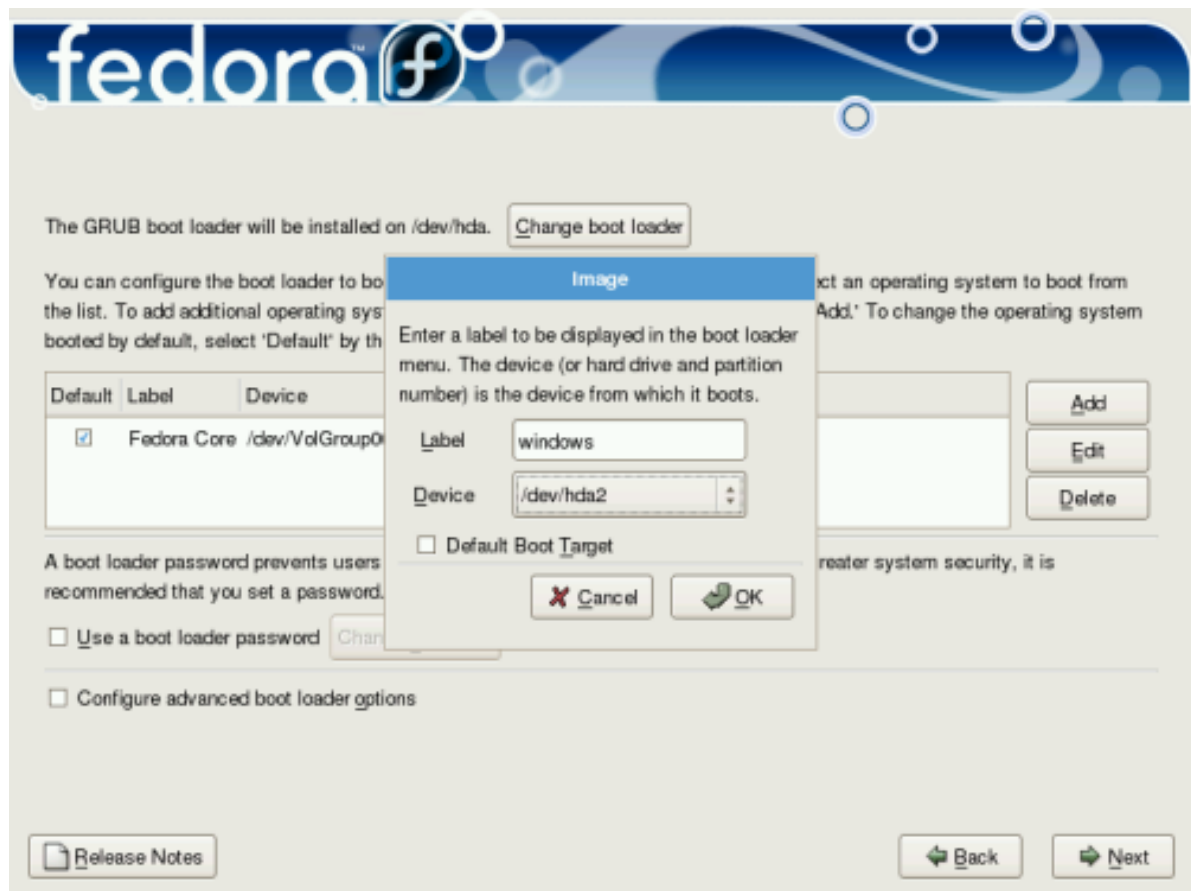 fedora f
The GRUB boot loader will be installed on /dev/hda. Change boot loader
You can configure the boot loader to bo
ct an operating system to boot from
the list. To add additional operating sys
Add.' To change the operating system
booted by default, select 'Default' by th
Image
Enter a label to be displayed in the boot loader
menu. The device (or hard drive and partition
number) is the device from which it boots.
Label windows
Device /dev/hda2
Default Boot Target
Cancel OK
Default Label Device
Fedora Core /dev/VolGroup0
Add
Edit
Delete
A boot loader password prevents users
reater system security, it is
recommended that you set a password.
Use a boot loader password Chan
Configure advanced boot loader options
Release Notes Back Next